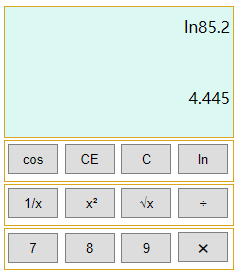 ln85.2
4.445
cos CE C ln
1/x x² √x ÷
7 8 9 ×